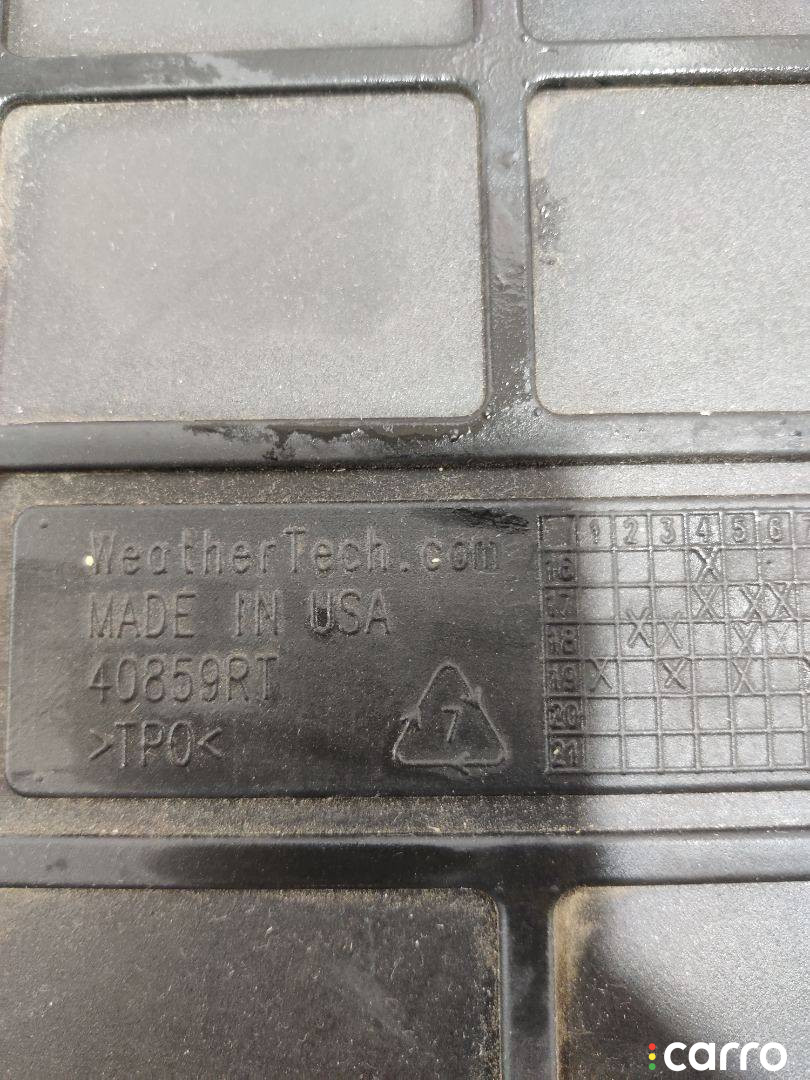 WeatherTech.com
MADE IN USA
40859RT
>TPO<
7
1 2 3 4 5 6
16 X
17 X X X
18 X X X X
19 X X X
20
21
carro